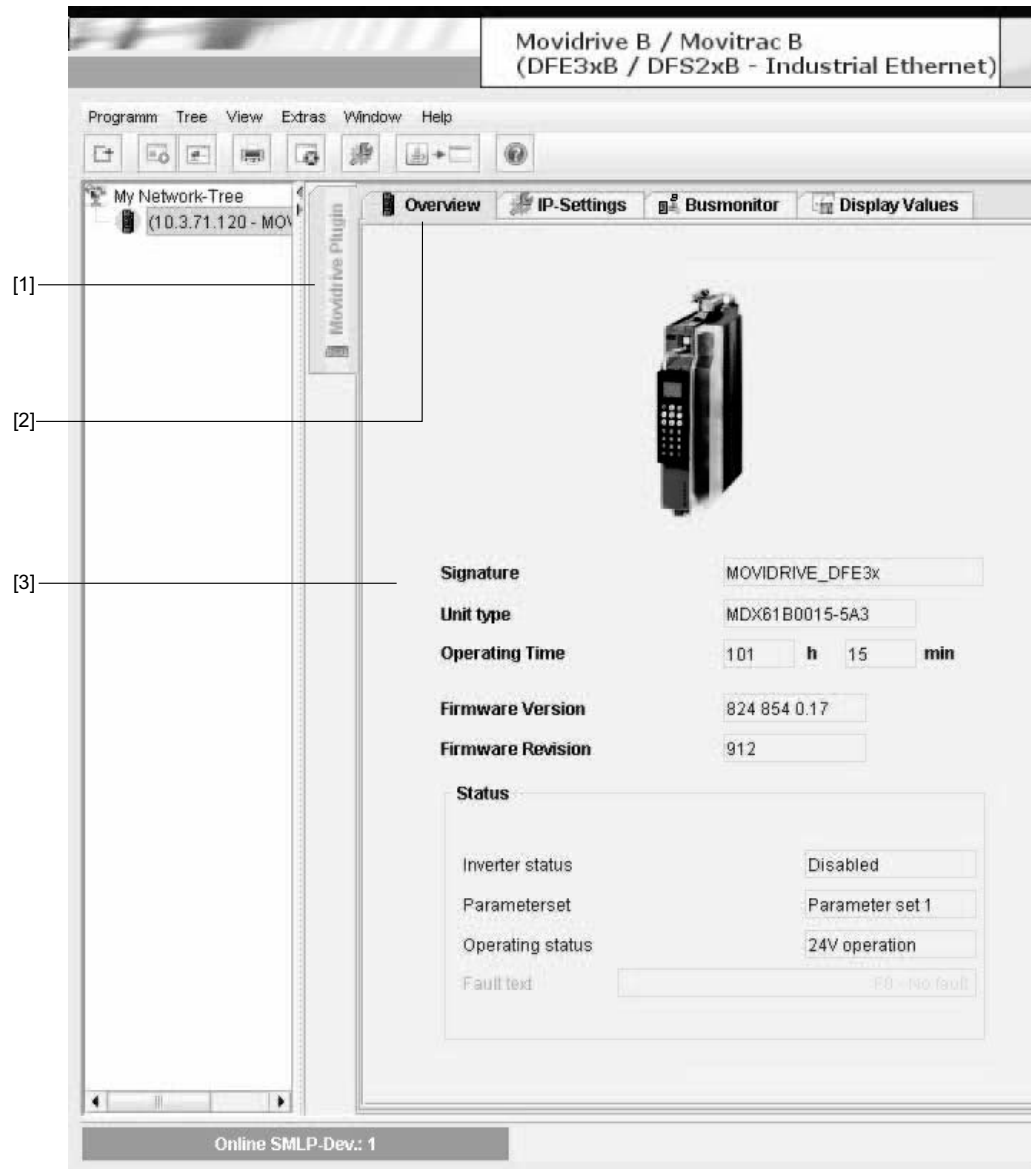 Movidrive B / Movitrac B
(DFE3xB / DFS2xB - Industrial Ethernet)
Programm Tree View Extras Window Help
My Network-Tree
(10.3.71.120 - MOV
Movidrive Plugin
Overview IP-Settings Busmonitor Display Values
[1]
[2]
[3]
Signature MOVIDRIVE_DFE3x
Unit type MDX61B0015-5A3
Operating Time 101 h 15 min
Firmware Version 824 854 0.17
Firmware Revision 912
Status
Inverter status Disabled
Parameterset Parameter set 1
Operating status 24V operation
Fault text F0 - No fault
Online SMLP-Dev.: 1